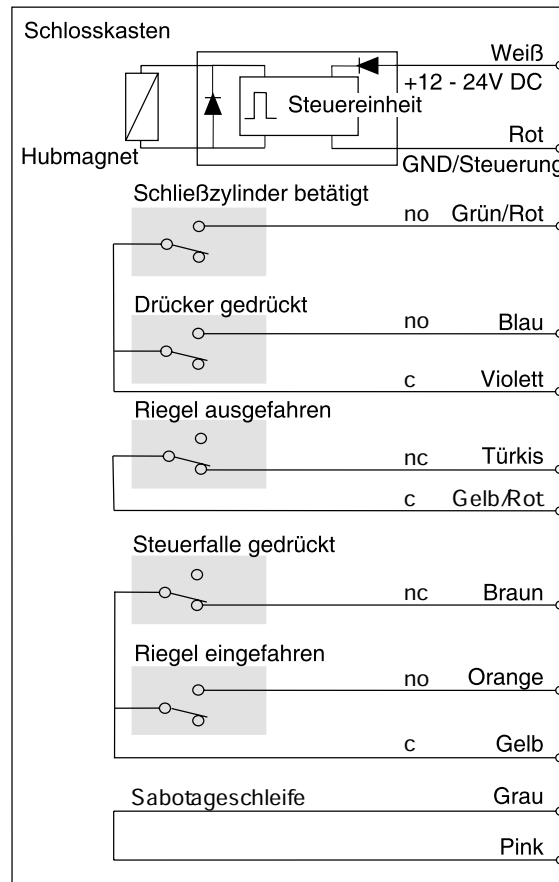 Schlosskasten
Weiß
+12 - 24V DC
Steuereinheit
Rot
Hubmagnet
GND/Steuerung
Schließzylinder betätigt
no Grün/Rot
Drücker gedrückt
no Blau
c Violett
Riegel ausgefahren
nc Türkis
c Gelb/Rot
Steuerfalle gedrückt
nc Braun
Riegel eingefahren
no Orange
c Gelb
Sabotageschleife Grau
Pink